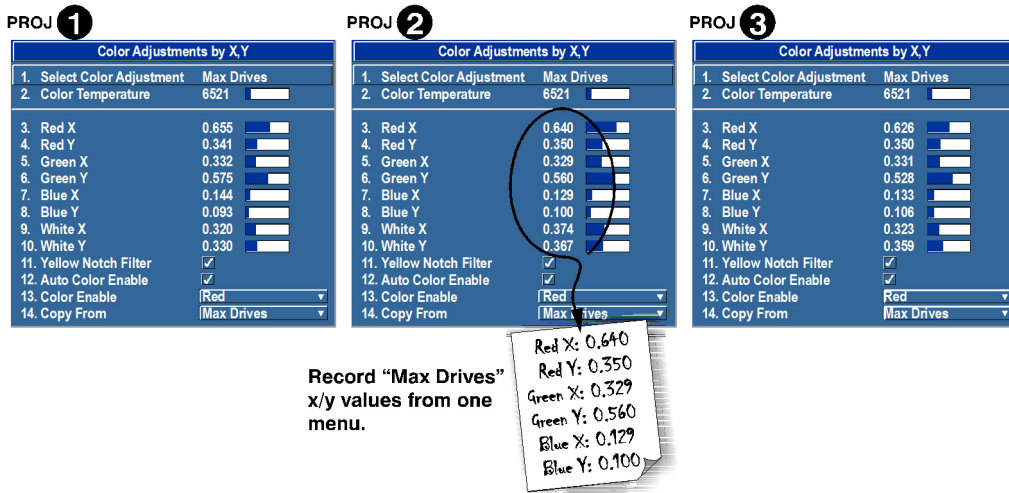 PROJ 1
Color Adjustments by X,Y
1. Select Color Adjustment Max Drives
2. Color Temperature 6521
3. Red X 0.655
4. Red Y 0.341
5. Green X 0.332
6. Green Y 0.575
7. Blue X 0.144
8. Blue Y 0.093
9. White X 0.320
10. White Y 0.330
11. Yellow Notch Filter
12. Auto Color Enable
13. Color Enable Red
14. Copy From Max Drives
PROJ 2
Color Adjustments by X,Y
1. Select Color Adjustment Max Drives
2. Color Temperature 6521
3. Red X 0.640
4. Red Y 0.350
5. Green X 0.329
6. Green Y 0.560
7. Blue X 0.129
8. Blue Y 0.100
9. White X 0.374
10. White Y 0.367
11. Yellow Notch Filter
12. Auto Color Enable
13. Color Enable Red
14. Copy From Max Drives
PROJ 3
Color Adjustments by X,Y
1. Select Color Adjustment Max Drives
2. Color Temperature 6521
3. Red X 0.626
4. Red Y 0.350
5. Green X 0.331
6. Green Y 0.528
7. Blue X 0.133
8. Blue Y 0.106
9. White X 0.323
10. White Y 0.359
11. Yellow Notch Filter
12. Auto Color Enable
13. Color Enable Red
14. Copy From Max Drives
Record “Max Drives”
x/y values from one
menu.
Red X: 0.640
Red Y: 0.350
Green X: 0.329
Green Y: 0.560
Blue X: 0.129
Blue Y: 0.100